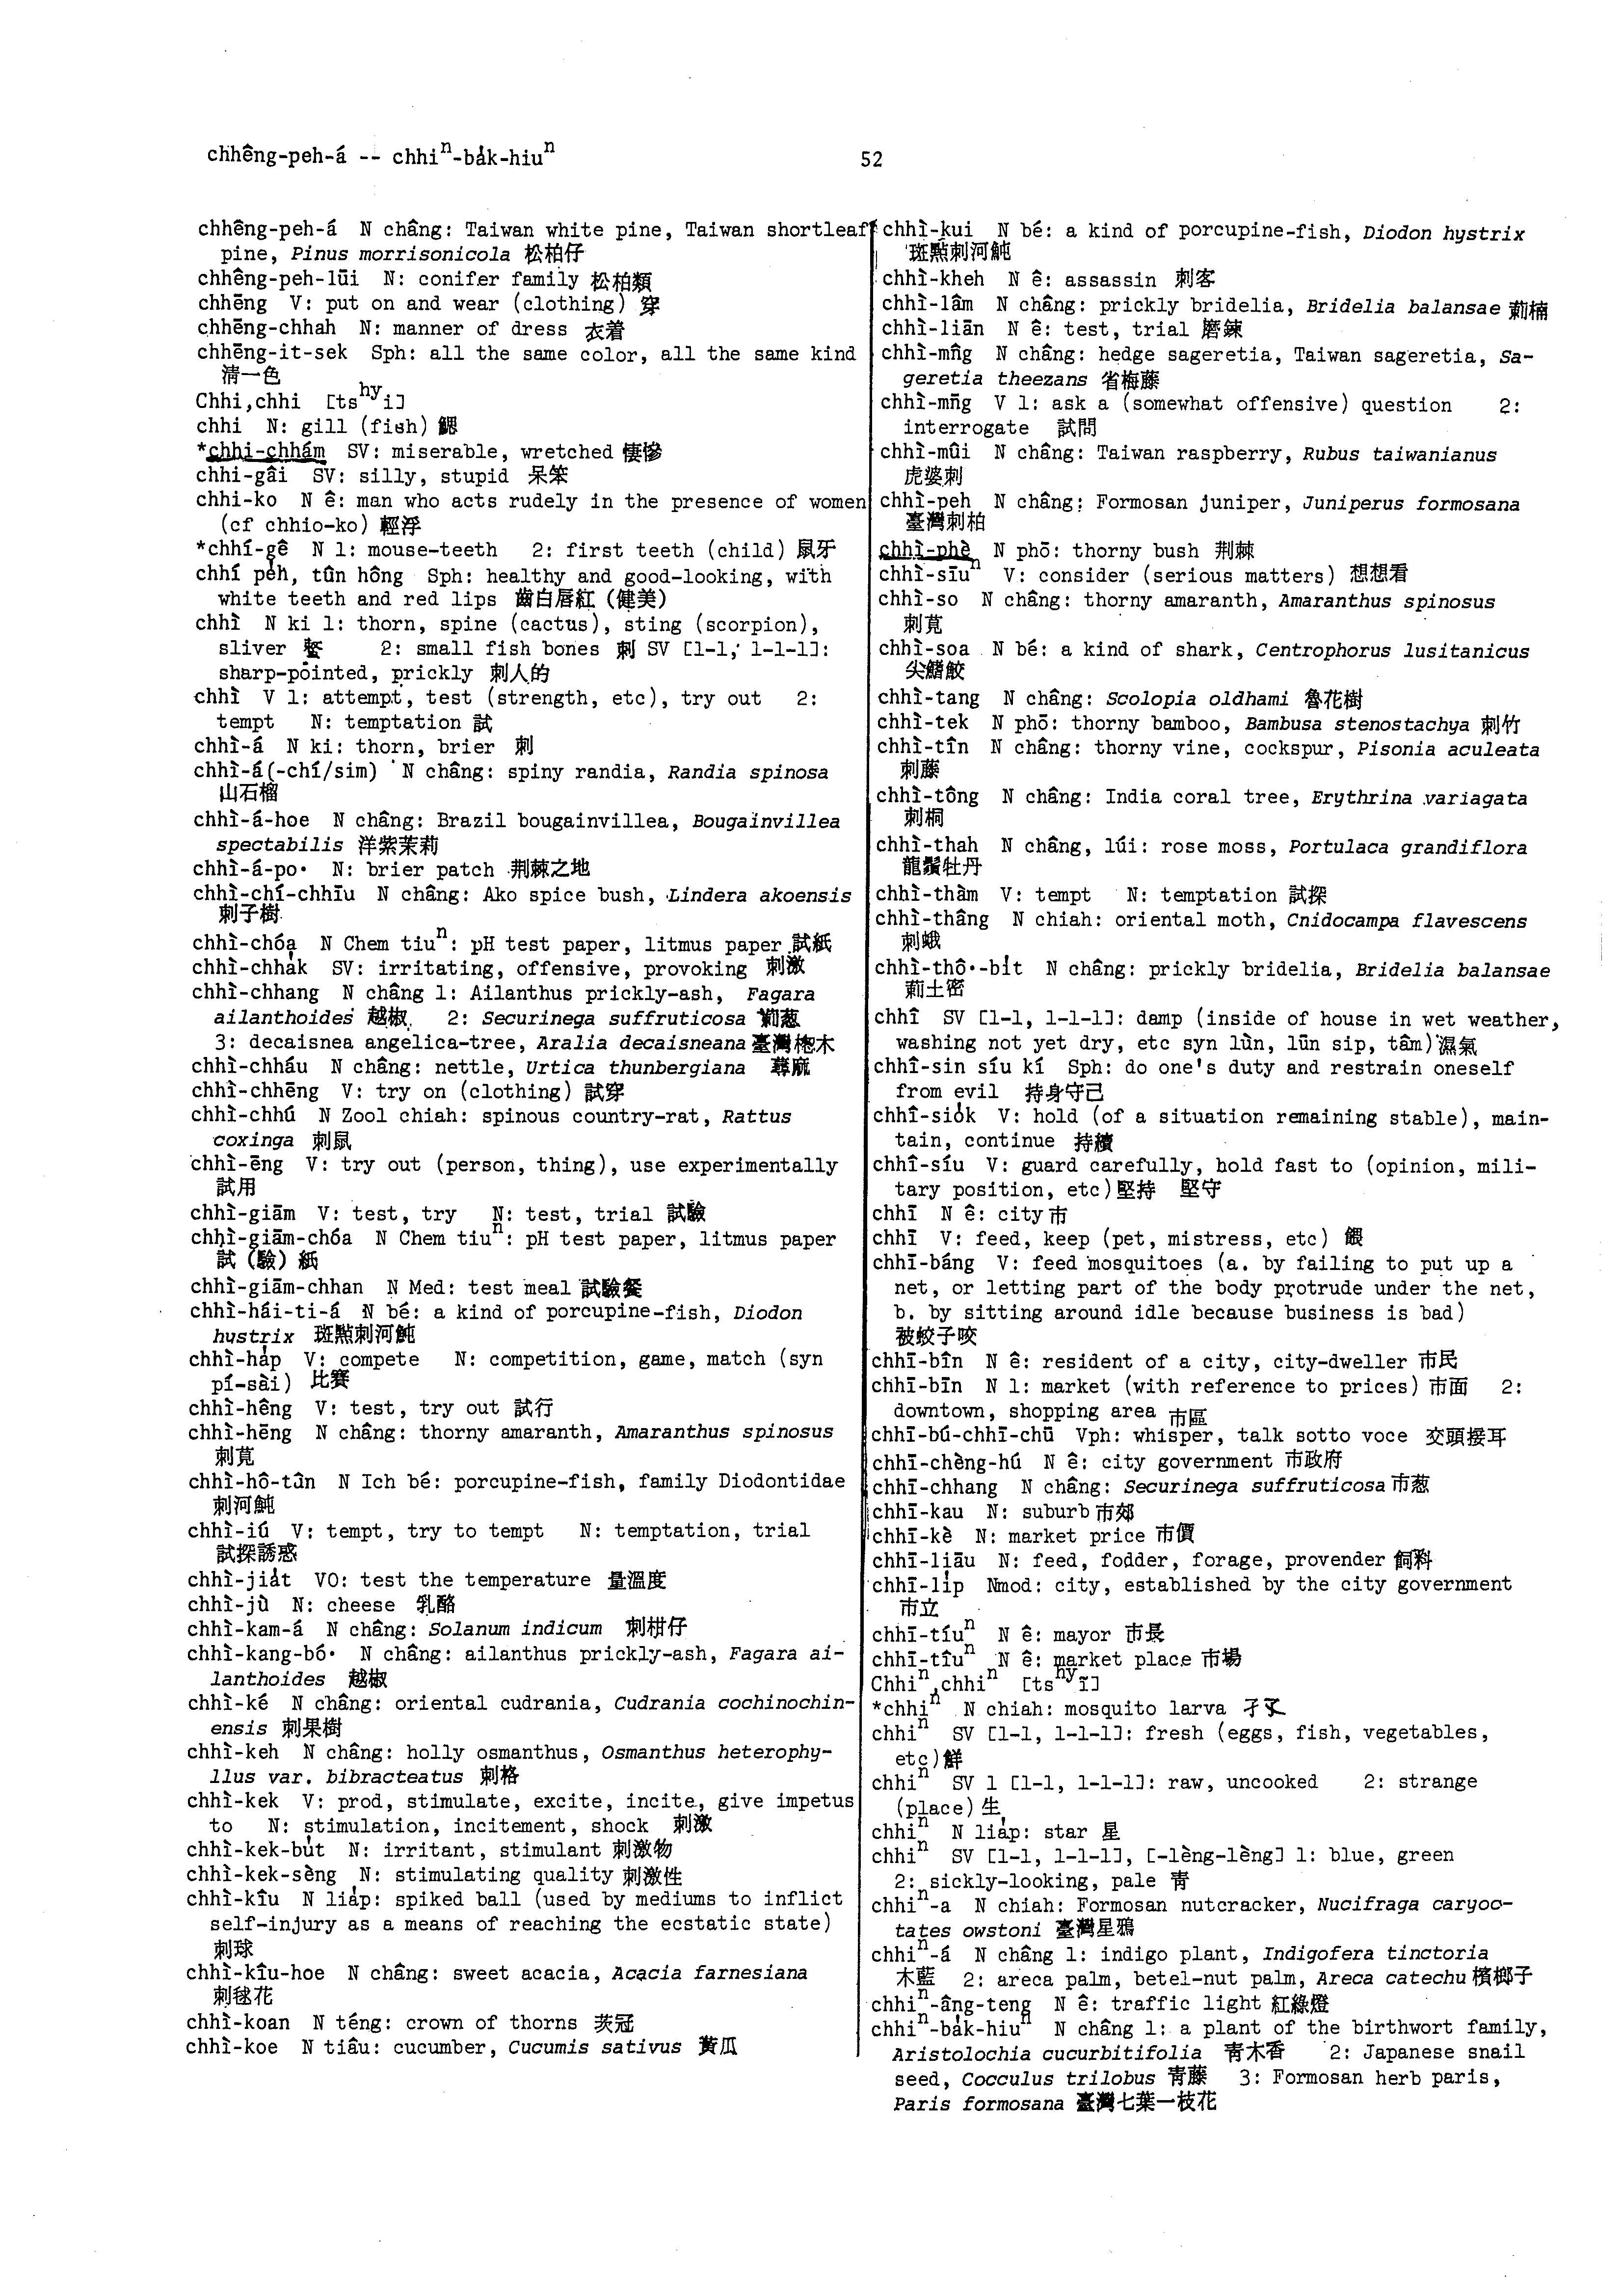 chhêng-peh-á -- chhiⁿ-ba̍k-hiuⁿ
52
chhêng-peh-á N châng: Taiwan white pine, Taiwan shortleaf
pine, Pinus morrisonicola 松柏仔
chhêng-peh-lūi N: conifer family 松柏類
chhēng V: put on and wear (clothing) 穿
chhēng-chhah N: manner of dress 衣着
chhēng-it-sek Sph: all the same color, all the same kind
清一色
Chhi,chhi [tsʰʸi]
chhi N: gill (fish) 鰓
*chhi-chhám SV: miserable, wretched 悽慘
chhi-gâi SV: silly, stupid 呆笨
chhi-ko N ê: man who acts rudely in the presence of women
(cf chhio-ko) 輕浮
*chhí-gê N 1: mouse-teeth 2: first teeth (child) 鼠牙
chhí pe̍h, tûn hông Sph: healthy and good-looking, with
white teeth and red lips 齒白唇紅 (健美)
chhì N ki 1: thorn, spine (cactus), sting (scorpion),
sliver 螫 2: small fish bones 刺 SV [1-1, 1-1-1]:
sharp-pointed, prickly 刺人的
chhì V 1: attempt, test (strength, etc), try out 2:
tempt N: temptation 試
chhì-á N ki: thorn, brier 刺
chhì-á(-chí/sim) N châng: spiny randia, Randia spinosa
山石榴
chhì-á-hoe N châng: Brazil bougainvillea, Bougainvillea
spectabilis 洋紫茉莉
chhì-á-po· N: brier patch 荆棘之地
chhì-chí-chhīu N châng: Ako spice bush, Lindera akoensis
刺子樹
chhì-chóa N Chem tiuⁿ: pH test paper, litmus paper 試紙
chhì-chha̍k SV: irritating, offensive, provoking 刺激
chhì-chhang N châng 1: Ailanthus prickly-ash, Fagara
ailanthoides 越椒 2: Securinega suffruticosa 莿葱
3: decaisnea angelica-tree, Aralia decaisneana 臺灣楤木
chhì-chháu N châng: nettle, Urtica thunbergiana 蕁麻
chhì-chhēng V: try on (clothing) 試穿
chhì-chhú N Zool chiah: spinous country-rat, Rattus
coxinga 刺鼠
chhì-ēng V: try out (person, thing), use experimentally
試用
chhì-giām V: test, try N: test, trial 試驗
chhì-giām-chóa N Chem tiuⁿ: pH test paper, litmus paper
試(驗)紙
chhì-giām-chhan N Med: test meal 試驗餐
chhì-hái-ti-á N bé: a kind of porcupine-fish, Diodon
hystrix 斑點刺河魨
chhì-ha̍p V: compete N: competition, game, match (syn
pí-sài) 比賽
chhì-hêng V: test, try out 試行
chhì-hēng N châng: thorny amaranth, Amaranthus spinosus
刺莧
chhì-hô-tûn N Ich bé: porcupine-fish, family Diodontidae
刺河魨
chhì-iú V: tempt, try to tempt N: temptation, trial
試探誘惑
chhì-jia̍t VO: test the temperature 量溫度
chhì-jù N: cheese 乳酪
chhì-kam-á N châng: Solanum indicum 刺柑仔
chhì-kang-bó· N châng: ailanthus prickly-ash, Fagara ai-
lanthoides 越椒
chhì-ké N châng: oriental cudrania, Cudrania cochinochin-
ensis 刺果樹
chhì-keh N châng: holly osmanthus, Osmanthus heterophy-
llus var. bibracteatus 刺格
chhì-kek V: prod, stimulate, excite, incite, give impetus
to N: stimulation, incitement, shock 刺激
chhì-kek-bu̍t N: irritant, stimulant 刺激物
chhì-kek-sèng N: stimulating quality 刺激性
chhì-kîu N lia̍p: spiked ball (used by mediums to inflict
self-injury as a means of reaching the ecstatic state)
刺球
chhì-kîu-hoe N châng: sweet acacia, Acacia farnesiana
刺毬花
chhì-koan N téng: crown of thorns 茨冠
chhì-koe N tiâu: cucumber, Cucumis sativus 黃瓜
chhì-kui N bé: a kind of porcupine-fish, Diodon hystrix
斑點刺河魨
chhì-kheh N ê: assassin 刺客
chhì-lâm N châng: prickly bridelia, Bridelia balansae 莿楠
chhì-liān N ê: test, trial 磨鍊
chhì-mn̂g N châng: hedge sageretia, Taiwan sageretia, Sa-
geretia theezans 省梅藤
chhì-mn̄g V 1: ask a (somewhat offensive) question 2:
interrogate 試問
chhì-mûi N châng: Taiwan raspberry, Rubus taiwanianus
虎婆刺
chhì-peh N châng: Formosan juniper, Juniperus formosana
臺灣刺柏
chhì-phè N phō: thorny bush 荆棘
chhì-sīuⁿ V: consider (serious matters) 想想看
chhì-so N châng: thorny amaranth, Amaranthus spinosus
刺莧
chhì-soa N bé: a kind of shark, Centrophorus lusitanicus
尖鰭鮫
chhì-tang N châng: Scolopia oldhami 魯花樹
chhì-tek N phō: thorny bamboo, Bambusa stenostachya 刺竹
chhì-tîn N châng: thorny vine, cockspur, Pisonia aculeata
刺藤
chhì-tông N châng: India coral tree, Erythrina variagata
刺桐
chhì-thah N châng, lúi: rose moss, Portulaca grandiflora
龍鬚牡丹
chhì-thàm V: tempt N: temptation 試探
chhì-thâng N chiah: oriental moth, Cnidocampa flavescens
刺蛾
chhì-thô·-bi̍t N châng: prickly bridelia, Bridelia balansae
莿土密
chhî SV [1-1, 1-1-1]: damp (inside of house in wet weather,
washing not yet dry, etc syn lùn, lūn sip, tâm)濕氣
chhî-sin síu kí Sph: do one's duty and restrain oneself
from evil 持身守己
chhî-sio̍k V: hold (of a situation remaining stable), main-
tain, continue 持續
chhî-síu V: guard carefully, hold fast to (opinion, mili-
tary position, etc)堅持 堅守
chhī N ê: city 市
chhī V: feed, keep (pet, mistress, etc) 餵
chhī-báng V: feed mosquitoes (a. by failing to put up a
net, or letting part of the body protrude under the net,
b. by sitting around idle because business is bad)
被蚊子咬
chhī-bîn N ê: resident of a city, city-dweller 市民
chhī-bīn N 1: market (with reference to prices) 市面 2:
downtown, shopping area 市區
chhī-bú-chhī-chū Vph: whisper, talk sotto voce 交頭接耳
chhī-chèng-hú N ê: city government 市政府
chhī-chhang N châng: Securinega suffruticosa 市葱
chhī-kau N: suburb 市郊
chhī-kè N: market price 市價
chhī-liāu N: feed, fodder, forage, provender 飼料
chhī-li̍p Nmod: city, established by the city government
市立
chhī-tíuⁿ N ê: mayor 市長
chhī-tîuⁿ N ê: market place 市場
Chhiⁿ,chhiⁿ [tsʰʸĩ]
*chhiⁿ N chiah: mosquito larva 孑孓
chhiⁿ SV [1-1, 1-1-1]: fresh (eggs, fish, vegetables,
etc)鮮
chhiⁿ SV 1 [1-1, 1-1-1]: raw, uncooked 2: strange
(place) 生
chhiⁿ N lia̍p: star 星
chhiⁿ SV [1-1, 1-1-1], [-lèng-lèng] 1: blue, green
2: sickly-looking, pale 青
chhiⁿ-a N chiah: Formosan nutcracker, Nucifraga caryoc-
tates owstoni 臺灣星鴉
chhiⁿ-á N châng 1: indigo plant, Indigofera tinctoria
木藍 2: areca palm, betel-nut palm, Areca catechu 檳榔子
chhiⁿ-âng-teng N ê: traffic light 紅綠燈
chhiⁿ-ba̍k-hiuⁿ N châng 1: a plant of the birthwort family,
Aristolochia cucurbitifolia 青木香 2: Japanese snail
seed, Cocculus trilobus 青藤 3: Formosan herb paris,
Paris formosana 臺灣七葉一枝花